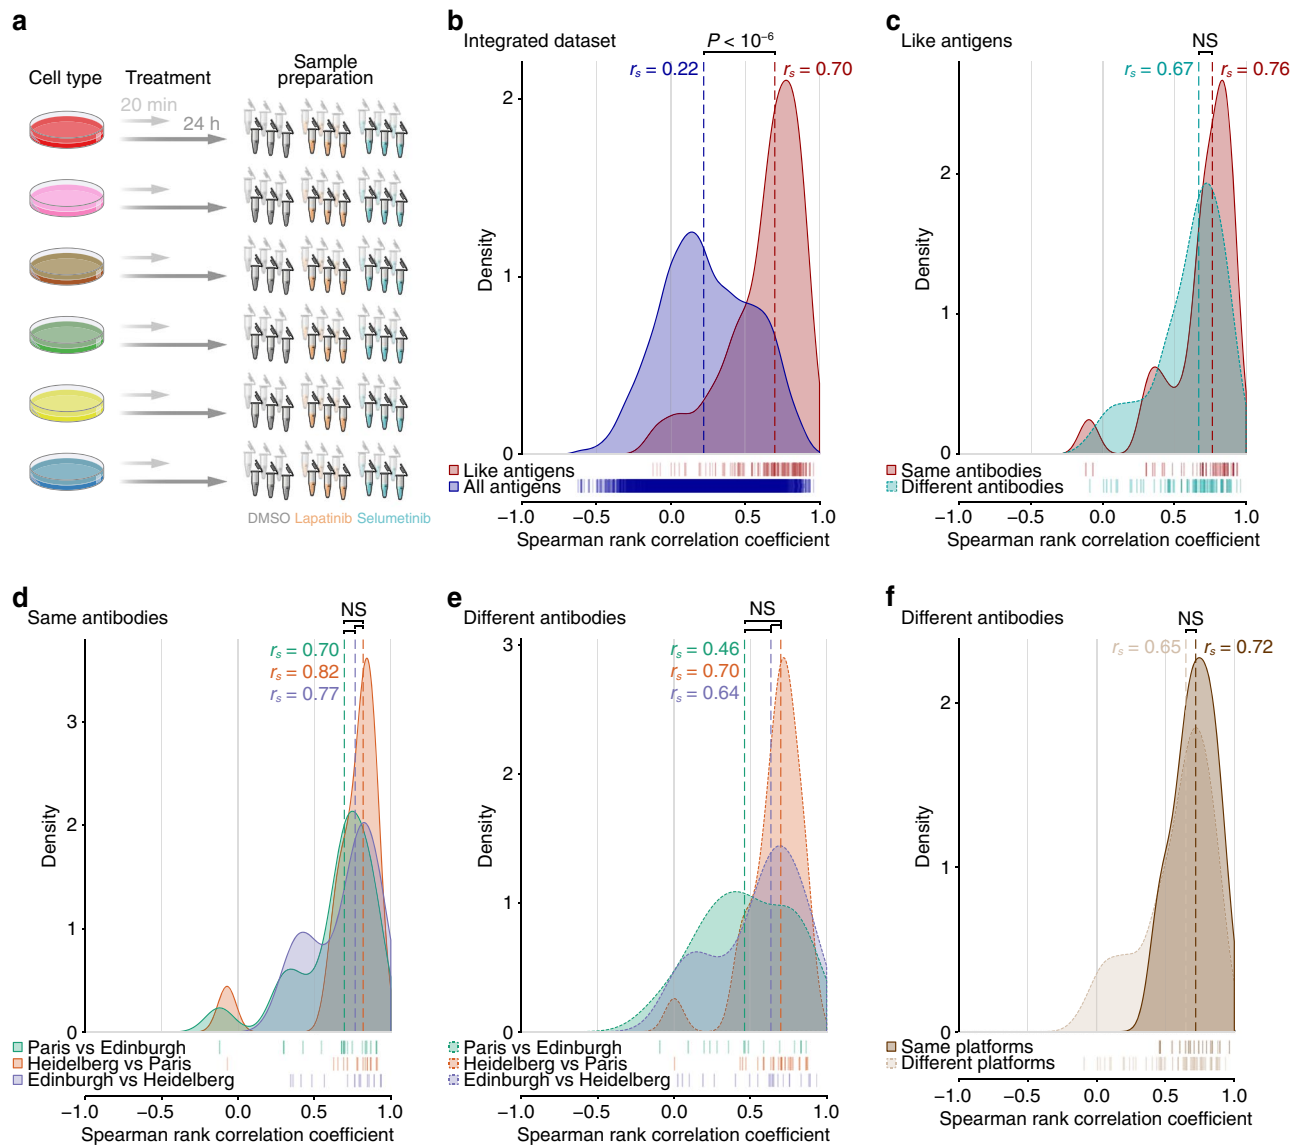 a
Cell type
Treatment
Sample
preparation
20 min
24 h
DMSO Lapatinib Selumetinib
b
Integrated dataset
P < 10⁻⁶
rs = 0.22
rs = 0.70
Density
2
1
0
Like antigens
All antigens
−1.0 −0.5 0.0 0.5 1.0
Spearman rank correlation coefficient
c
Like antigens
NS
rs = 0.67
rs = 0.76
Density
2
1
0
Same antibodies
Different antibodies
−1.0 −0.5 0.0 0.5 1.0
Spearman rank correlation coefficient
d
Same antibodies
NS
rs = 0.70
rs = 0.82
rs = 0.77
Density
3
2
1
0
Paris vs Edinburgh
Heidelberg vs Paris
Edinburgh vs Heidelberg
−1.0 −0.5 0.0 0.5 1.0
Spearman rank correlation coefficient
e
Different antibodies
NS
rs = 0.46
rs = 0.70
rs = 0.64
Density
3
2
1
0
Paris vs Edinburgh
Heidelberg vs Paris
Edinburgh vs Heidelberg
−1.0 −0.5 0.0 0.5 1.0
Spearman rank correlation coefficient
f
Different antibodies
NS
rs = 0.65
rs = 0.72
Density
2
1
0
Same platforms
Different platforms
−1.0 −0.5 0.0 0.5 1.0
Spearman rank correlation coefficient